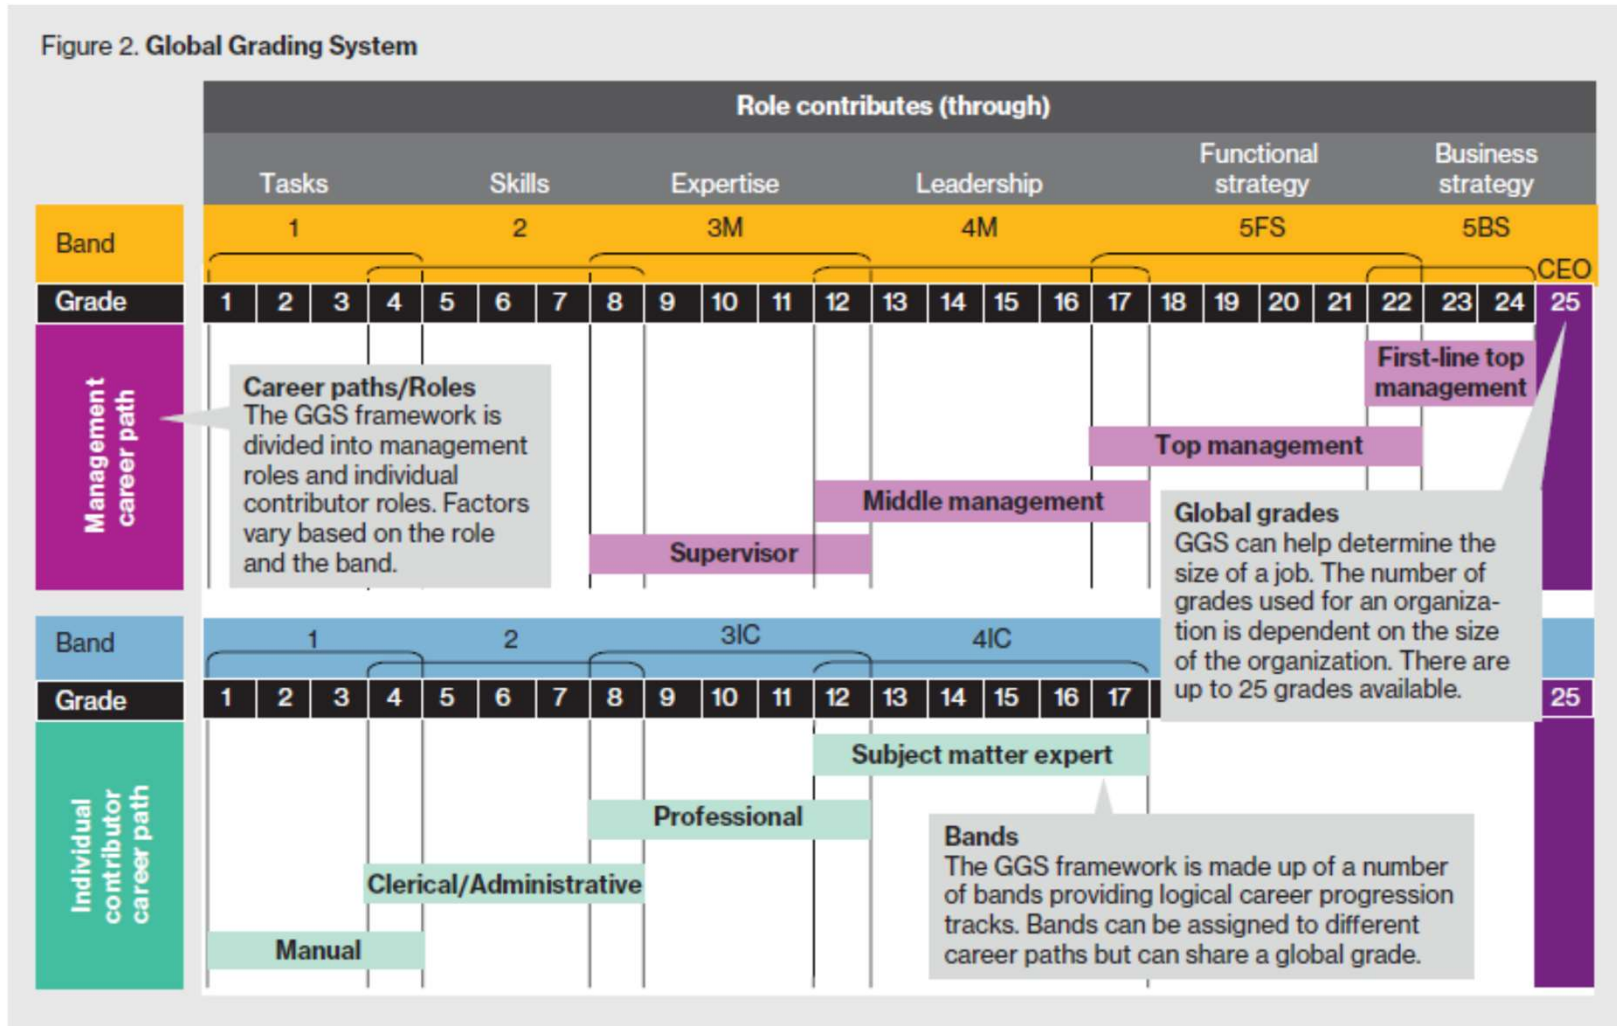 Figure 2. Global Grading System
Role contributes (through)
Tasks
Skills
Expertise
Leadership
Functional
strategy
Business
strategy
Band
1
2
3M
4M
5FS
5BS
CEO
Grade
1 2 3 4 5 6 7 8 9 10 11 12 13 14 15 16 17 18 19 20 21 22 23 24 25
Management
career path
Career paths/Roles
The GGS framework is
divided into management
roles and individual
contributor roles. Factors
vary based on the role
and the band.
First-line top
management
Top management
Middle management
Supervisor
Global grades
GGS can help determine the
size of a job. The number of
grades used for an organiza-
tion is dependent on the size
of the organization. There are
up to 25 grades available.
Band
1
2
3IC
4IC
Grade
1 2 3 4 5 6 7 8 9 10 11 12 13 14 15 16 17 25
Individual
contributor
career path
Subject matter expert
Professional
Clerical/Administrative
Manual
Bands
The GGS framework is made up of a number
of bands providing logical career progression
tracks. Bands can be assigned to different
career paths but can share a global grade.